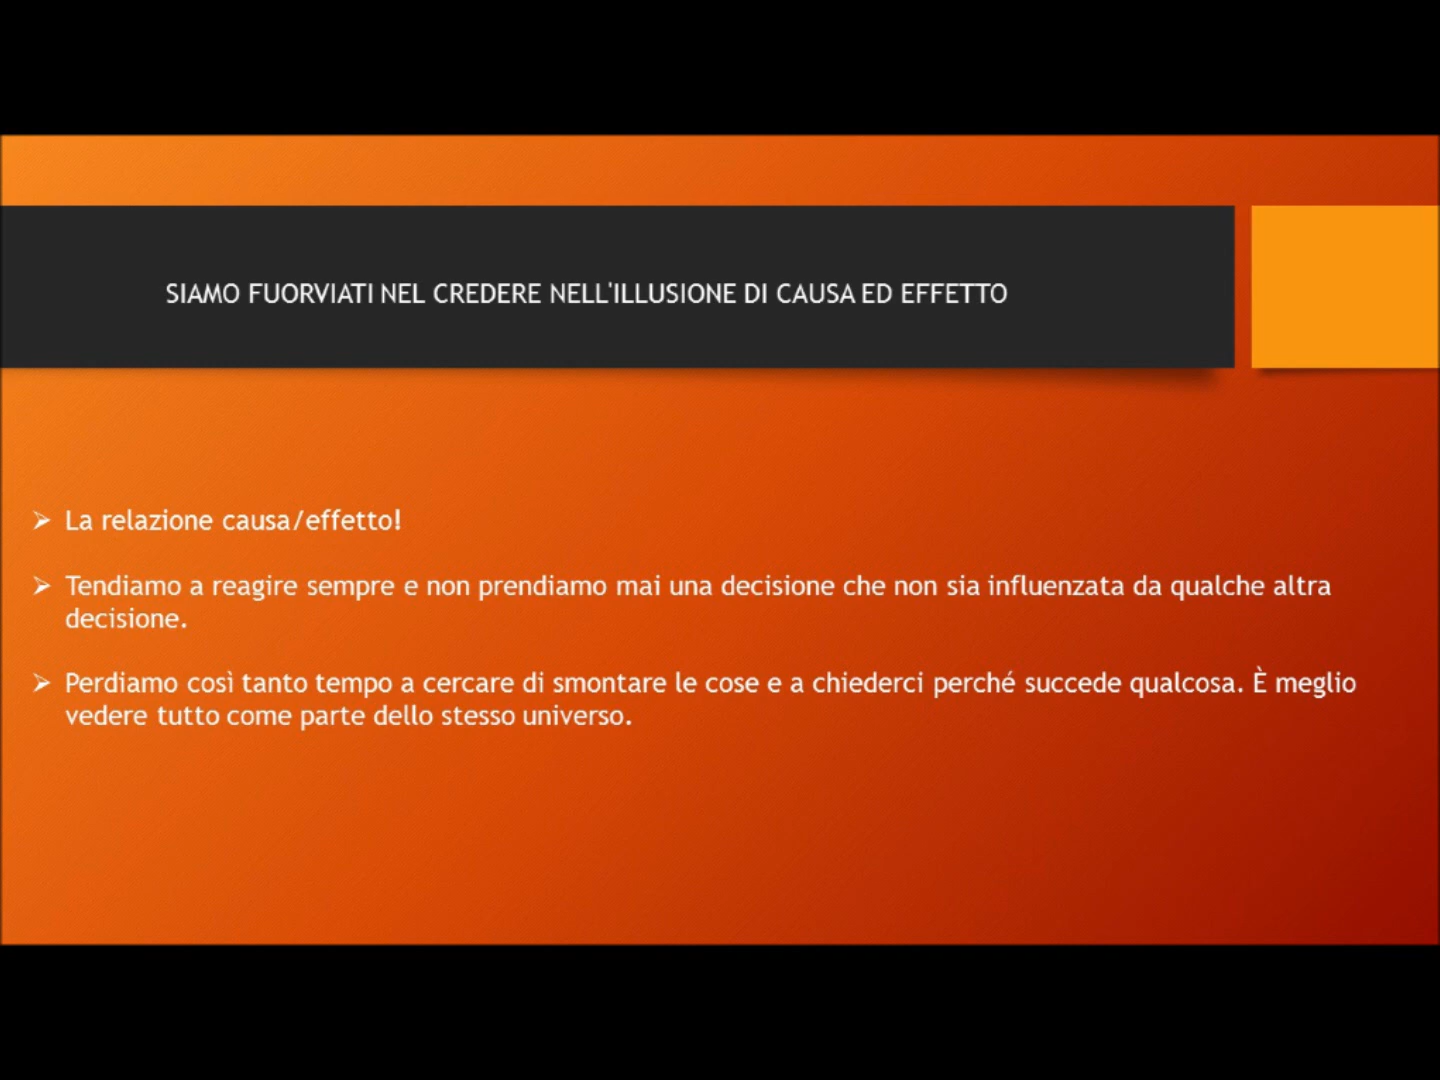 SIAMO FUORVIATI NEL CREDERE NELL'ILLUSIONE DI CAUSA ED EFFETTO
➢ La relazione causa/effetto!
➢ Tendiamo a reagire sempre e non prendiamo mai una decisione che non sia influenzata da qualche altra
decisione.
➢ Perdiamo così tanto tempo a cercare di smontare le cose e a chiederci perché succede qualcosa. È meglio
vedere tutto come parte dello stesso universo.